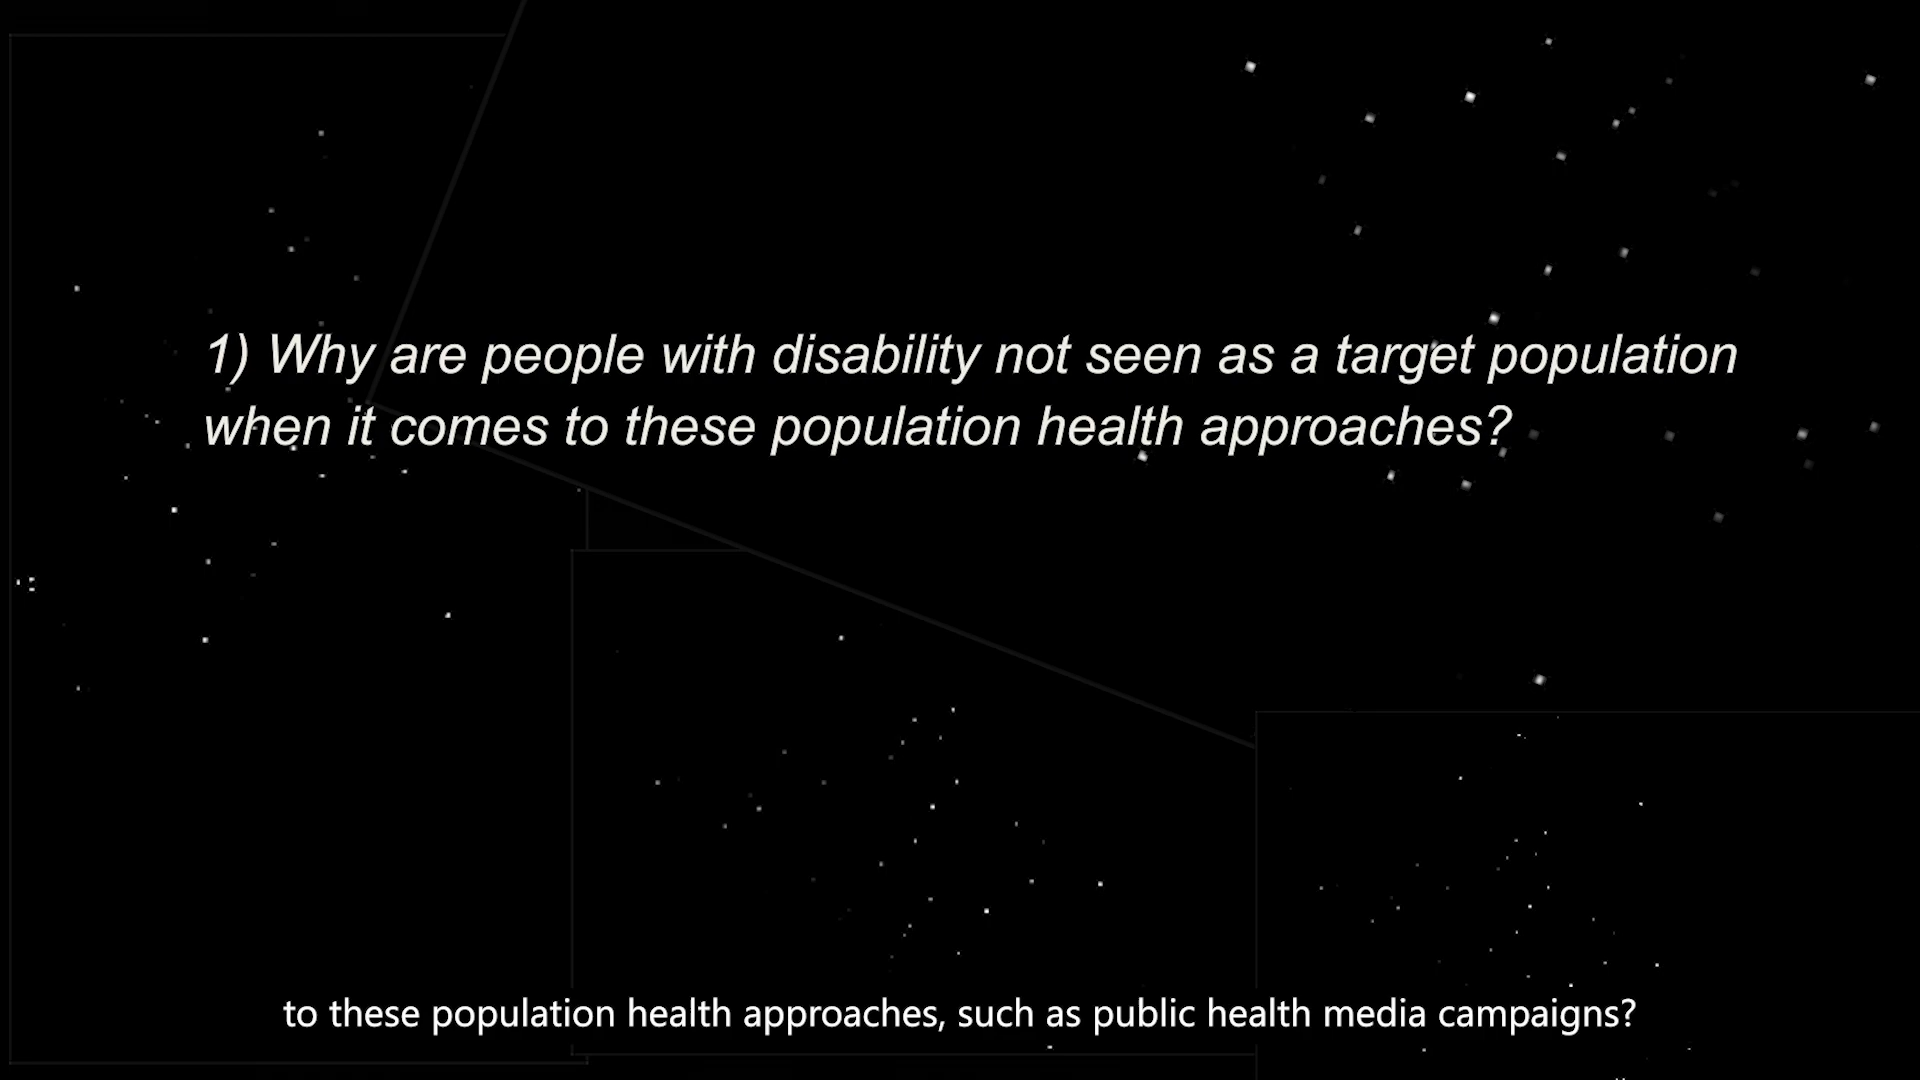 1) Why are people with disability not seen as a target population
when it comes to these population health approaches?
to these population health approaches, such as public health media campaigns?